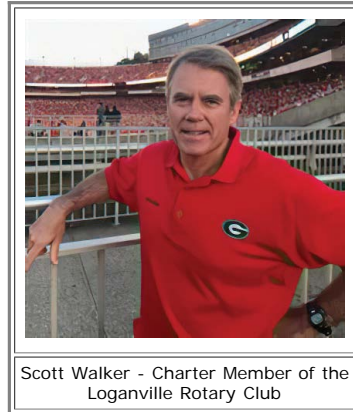 G
Scott Walker - Charter Member of the
Loganville Rotary Club